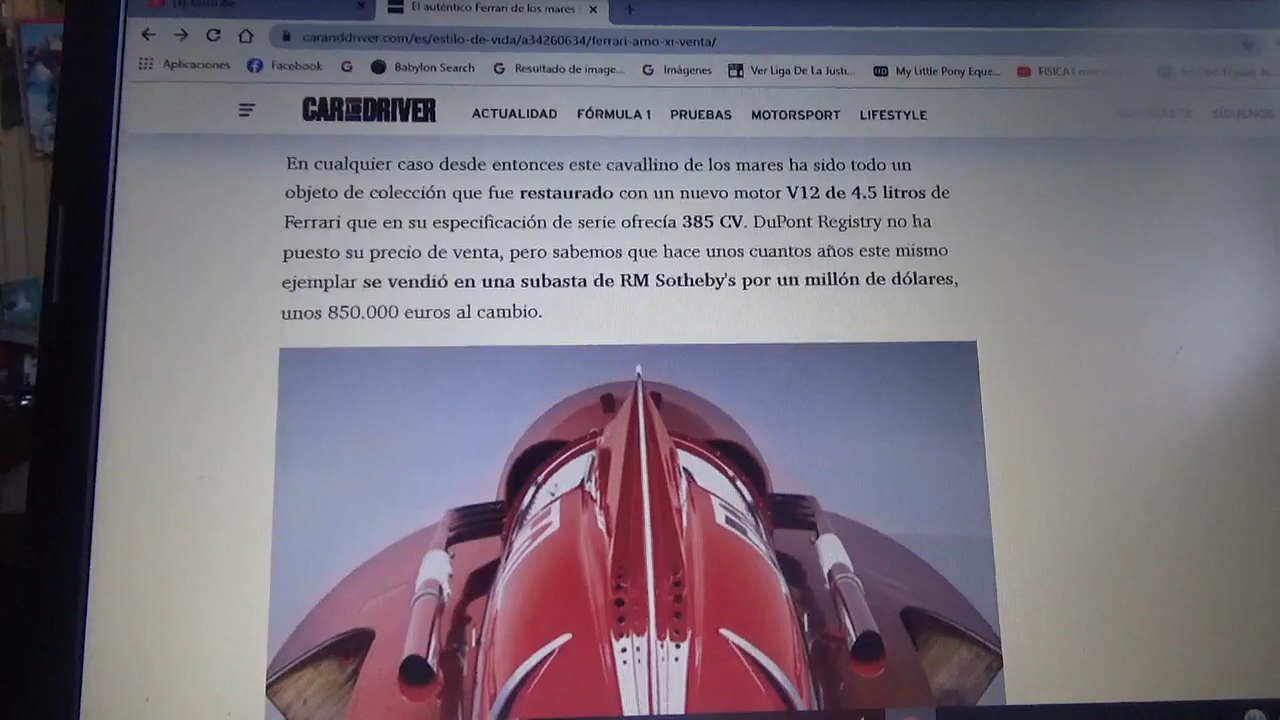 El auténtico Ferrari de los mares
caranddriver.com/es/estilo-de-vida/a34260634/ferrari-arno-xi-venta/
Aplicaciones Facebook G Babylon Search Resultado de image... Imágenes Ver Liga De La Justi... My Little Pony Eque... FISICA
CAR AND DRIVER ACTUALIDAD FÓRMULA 1 PRUEBAS MOTORSPORT LIFESTYLE
En cualquier caso desde entonces este cavallino de los mares ha sido todo un
objeto de colección que fue restaurado con un nuevo motor V12 de 4.5 litros de
Ferrari que en su especificación de serie ofrecía 385 CV. DuPont Registry no ha
puesto su precio de venta, pero sabemos que hace unos cuantos años este mismo
ejemplar se vendió en una subasta de RM Sotheby's por un millón de dólares,
unos 850.000 euros al cambio.